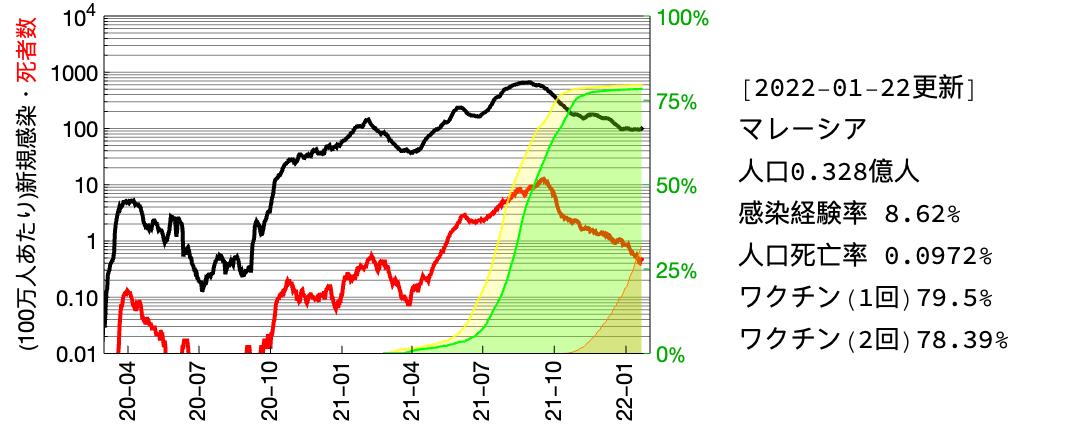 (100万人あたり)新規感染・死者数
10⁴
1000
100
10
1
0.1
0.10
0.01
100%
75%
50%
25%
0%
20-04
20-07
20-10
21-01
21-04
21-07
21-10
22-01
[2022-01-22更新]
マレーシア
人口0.328億人
感染経験率 8.62%
人口死亡率 0.0972%
ワクチン(1回)79.5%
ワクチン(2回)78.39%